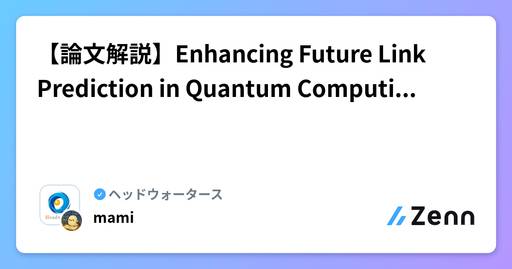 【論文解説】Enhancing Future Link
Prediction in Quantum Computi...
ヘッドウォータース
mami
Zenn